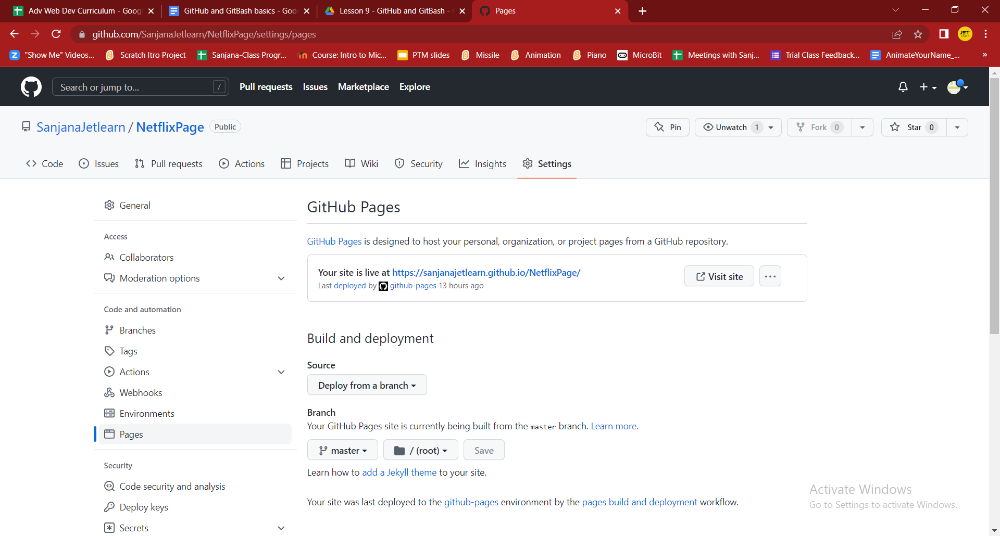 Adv Web Dev Curriculum - Goog
GitHub and GitBash basics - Goo
Lesson 9 - GitHub and GitBash -
Pages
github.com/SanjanaJetlearn/NetflixPage/settings/pages
"Show Me" Videos...
Scratch Itro Project
Sanjana-Class Progr...
Course: Intro to Mic...
PTM slides
Missile
Animation
Piano
MicroBit
Meetings with Sanj...
Trial Class Feedback...
AnimateYourName_...
»
Search or jump to... /
Pull requests
Issues
Marketplace
Explore
SanjanaJetlearn / NetflixPage Public
Pin
Unwatch 1
Fork 0
Star 0
Code
Issues
Pull requests
Actions
Projects
Wiki
Security
Insights
Settings
General
Access
Collaborators
Moderation options
Code and automation
Branches
Tags
Actions
Webhooks
Environments
Pages
Security
Code security and analysis
Deploy keys
Secrets
GitHub Pages
GitHub Pages is designed to host your personal, organization, or project pages from a GitHub repository.
Your site is live at https://sanjanajetlearn.github.io/NetflixPage/
Last deployed by github-pages 13 hours ago
Visit site
Build and deployment
Source
Deploy from a branch
Branch
Your GitHub Pages site is currently being built from the master branch. Learn more.
master
/ (root)
Save
Learn how to add a Jekyll theme to your site.
Your site was last deployed to the github-pages environment by the pages build and deployment workflow.
Activate Windows
Go to Settings to activate Windows.